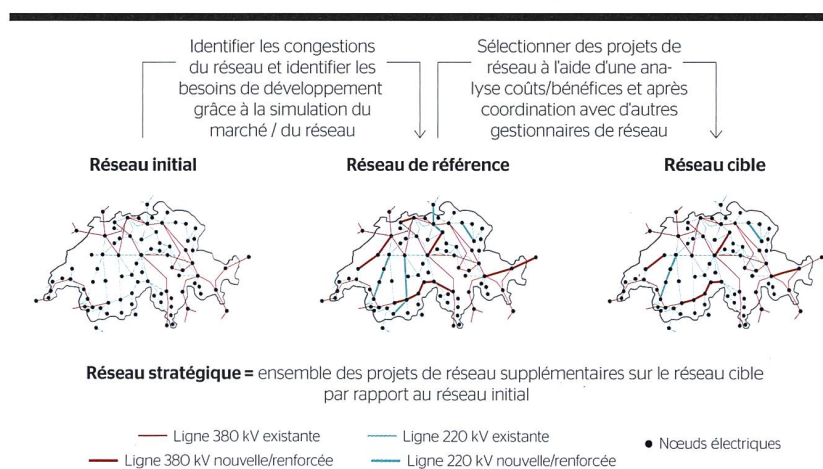 Identifier les congestions
du réseau et identifier les
besoins de développement
grâce à la simulation du
marché / du réseau
Sélectionner des projets de
réseau à l'aide d'une ana-
lyse coûts/bénéfices et après
coordination avec d'autres
gestionnaires de réseau
Réseau initial
Réseau de référence
Réseau cible
Réseau stratégique = ensemble des projets de réseau supplémentaires sur le réseau cible
par rapport au réseau initial
Ligne 380 kV existante
Ligne 220 kV existante
Nœuds électriques
Ligne 380 kV nouvelle/renforcée
Ligne 220 kV nouvelle/renforcée